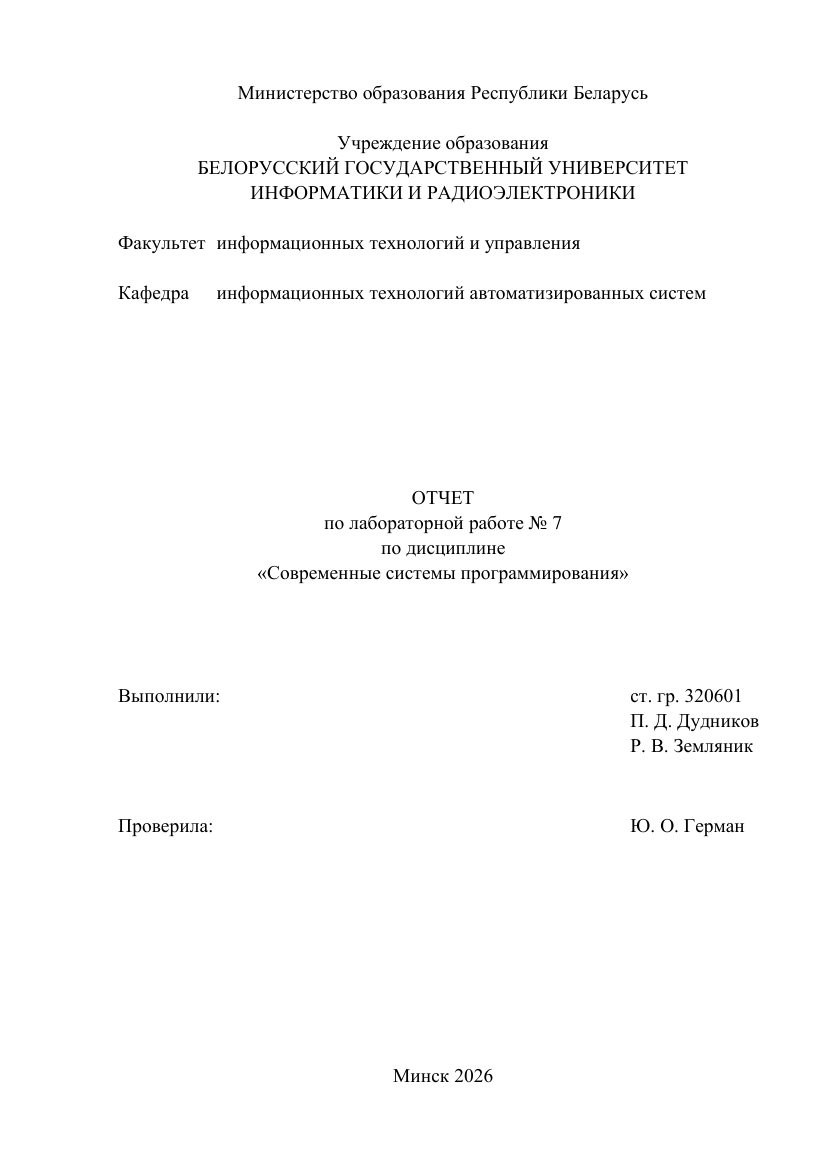 Министерство образования Республики Беларусь
Учреждение образования
БЕЛОРУССКИЙ ГОСУДАРСТВЕННЫЙ УНИВЕРСИТЕТ
ИНФОРМАТИКИ И РАДИОЭЛЕКТРОНИКИ
Факультет информационных технологий и управления
Кафедра информационных технологий автоматизированных систем
ОТЧЕТ
по лабораторной работе № 7
по дисциплине
«Современные системы программирования»
Выполнили: ст. гр. 320601
П. Д. Дудников
Р. В. Земляник
Проверила: Ю. О. Герман
Минск 2026